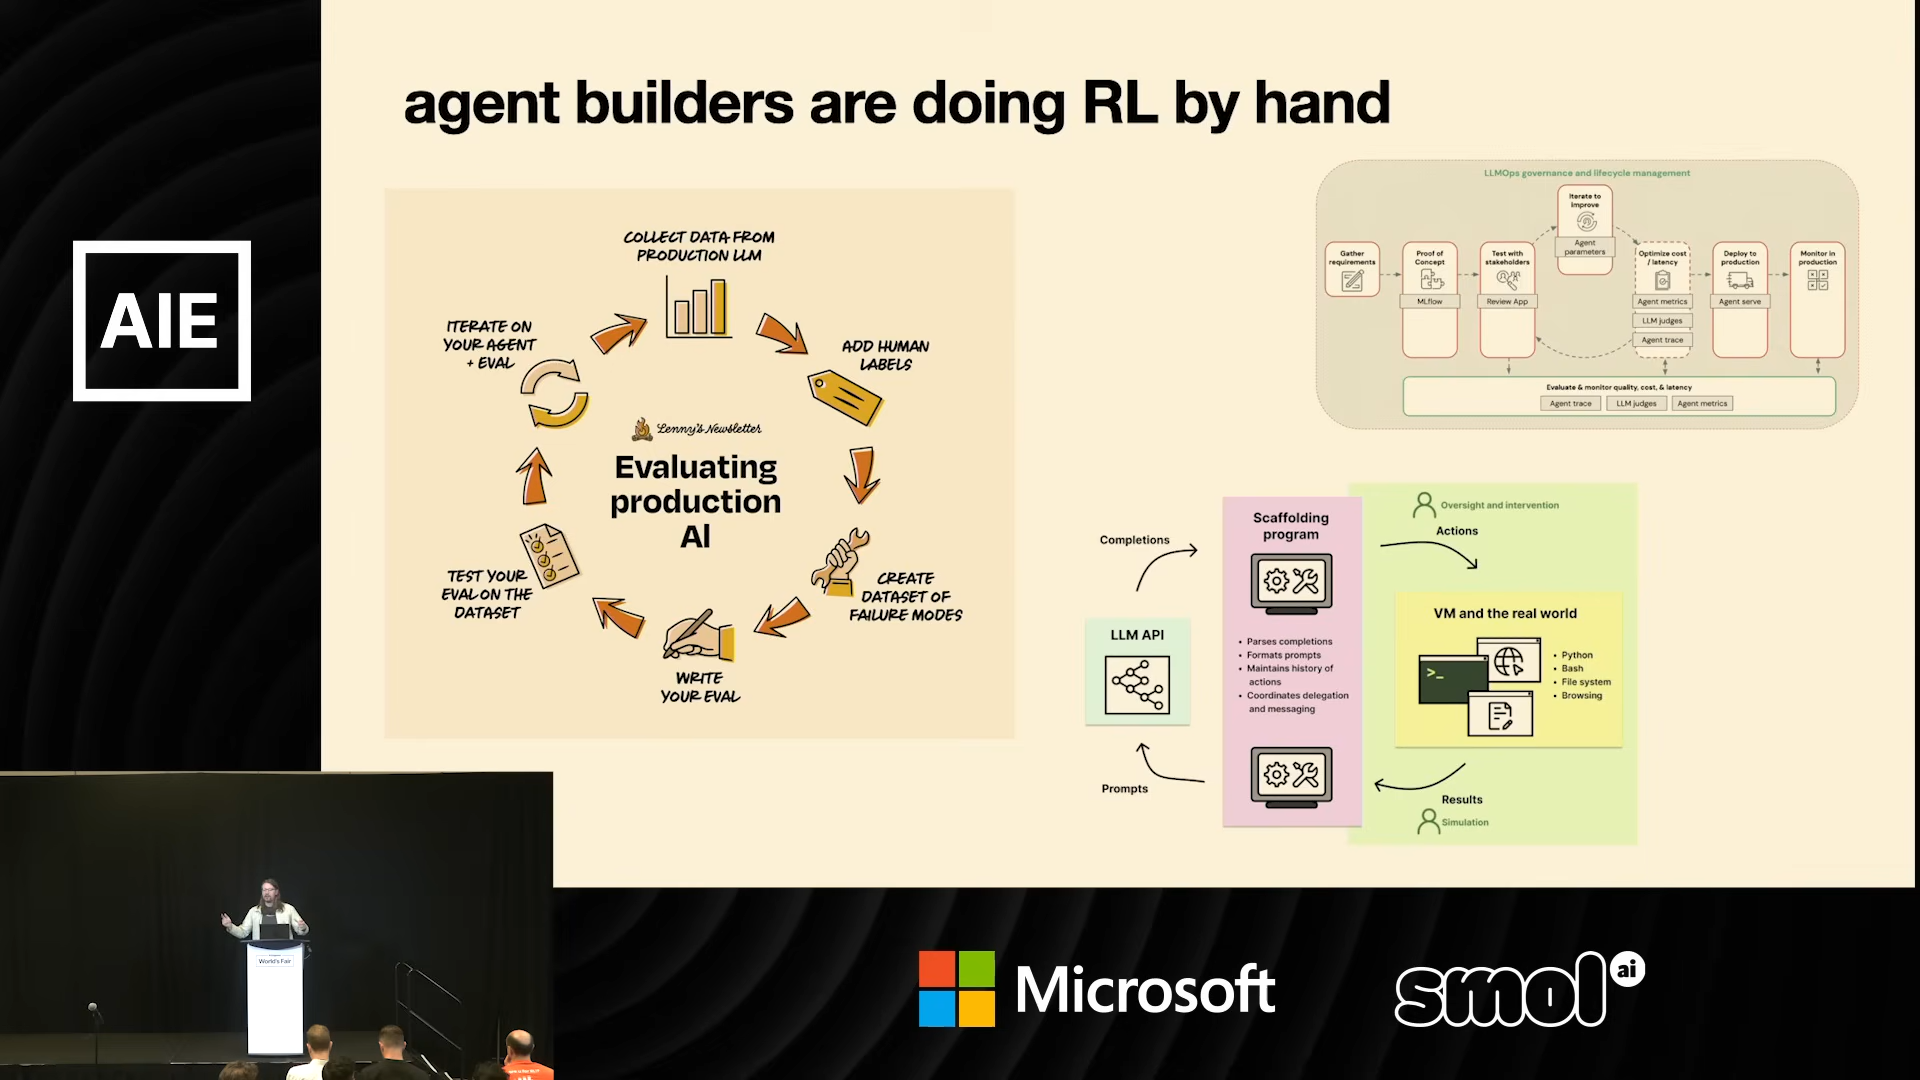 agent builders are doing RL by hand
AIE
COLLECT DATA FROM
PRODUCTION LLM
ADD HUMAN
LABELS
CREATE
DATASET OF
FAILURE MODES
WRITE
YOUR EVAL
TEST YOUR
EVAL ON THE
DATASET
ITERATE ON
YOUR AGENT
+ EVAL
Lenny's Newsletter
Evaluating
production
AI
LLMOps governance and lifecycle management
Gather
requirements
Proof of
Concept
MLflow
Test with
stakeholders
Review App
Iterate to
improve
Agent
parameters
Optimize cost
/ latency
Agent metrics
LLM judges
Agent trace
Deploy to
production
Agent serve
Monitor in
production
Evaluate & monitor quality, cost, & latency
Agent trace
LLM judges
Agent metrics
Completions
LLM API
Prompts
Scaffolding
program
• Parses completions
• Formats prompts
• Maintains history of
actions
• Coordinates delegation
and messaging
Oversight and intervention
Actions
VM and the real world
>_
• Python
• Bash
• File system
• Browsing
Results
Simulation
World's Fair
Microsoft
smol ai